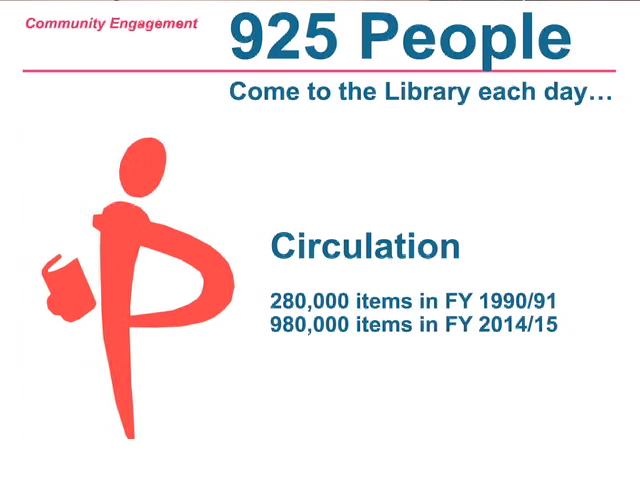 Community Engagement
925 People
Come to the Library each day…
Circulation
280,000 items in FY 1990/91
980,000 items in FY 2014/15